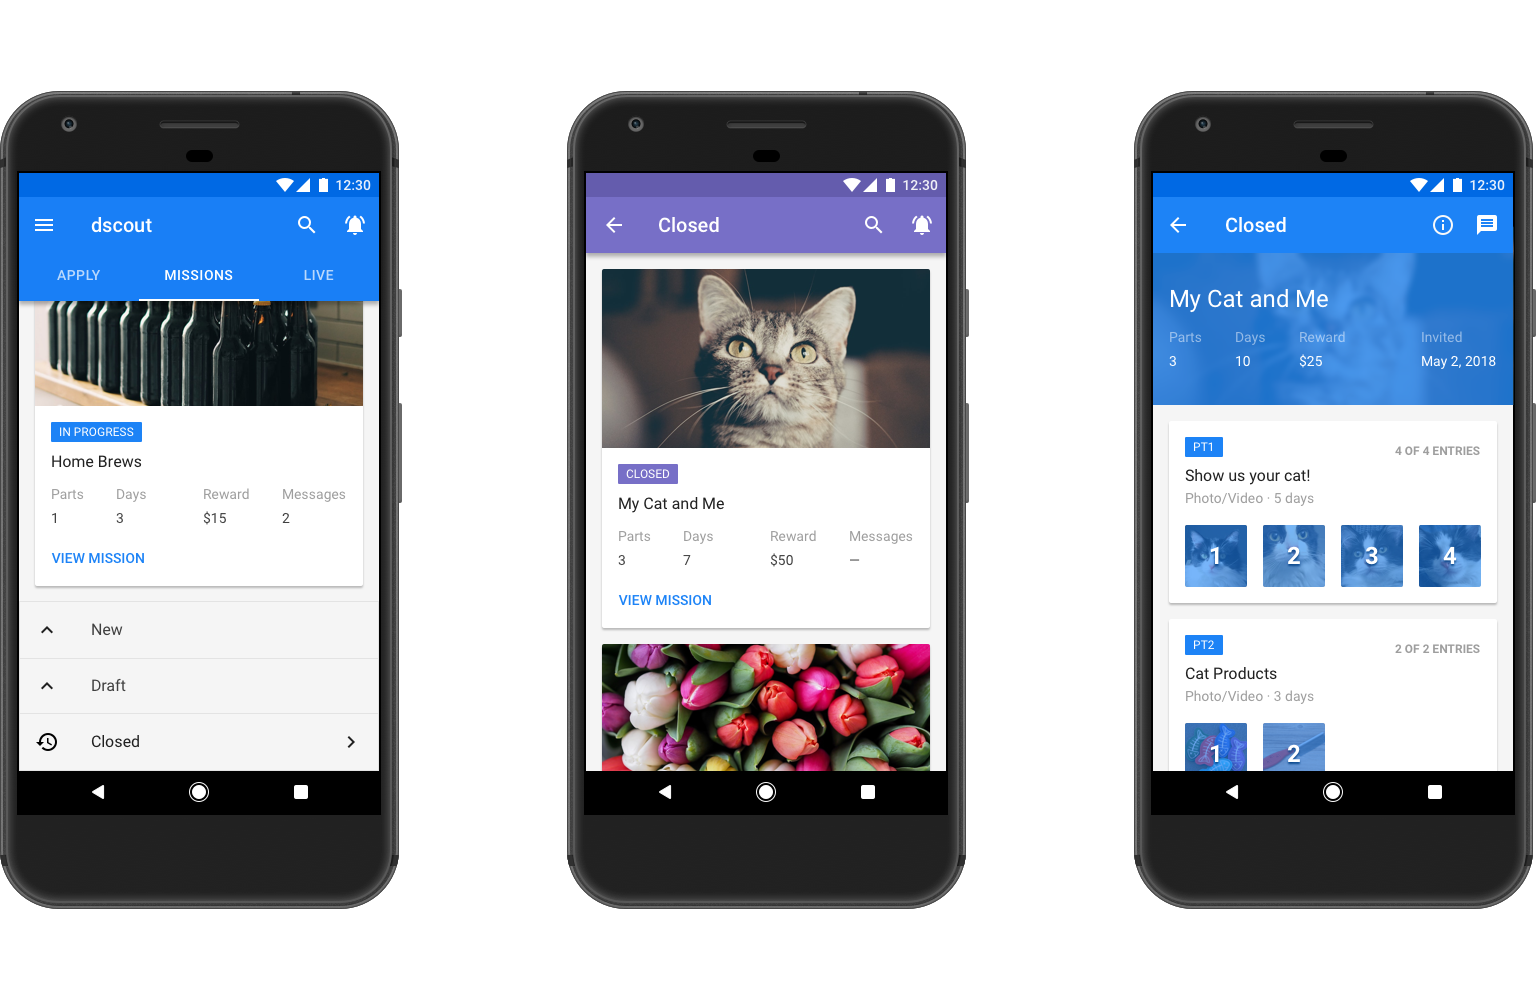 12:30
dscout
APPLY MISSIONS LIVE
IN PROGRESS
Home Brews
Parts Days Reward Messages
1 3 $15 2
VIEW MISSION
New
Draft
Closed
12:30
Closed
CLOSED
My Cat and Me
Parts Days Reward Messages
3 7 $50 —
VIEW MISSION
12:30
Closed
My Cat and Me
Parts Days Reward Invited
3 10 $25 May 2, 2018
PT1 4 OF 4 ENTRIES
Show us your cat!
Photo/Video · 5 days
1 2 3 4
PT2 2 OF 2 ENTRIES
Cat Products
Photo/Video · 3 days
1 2